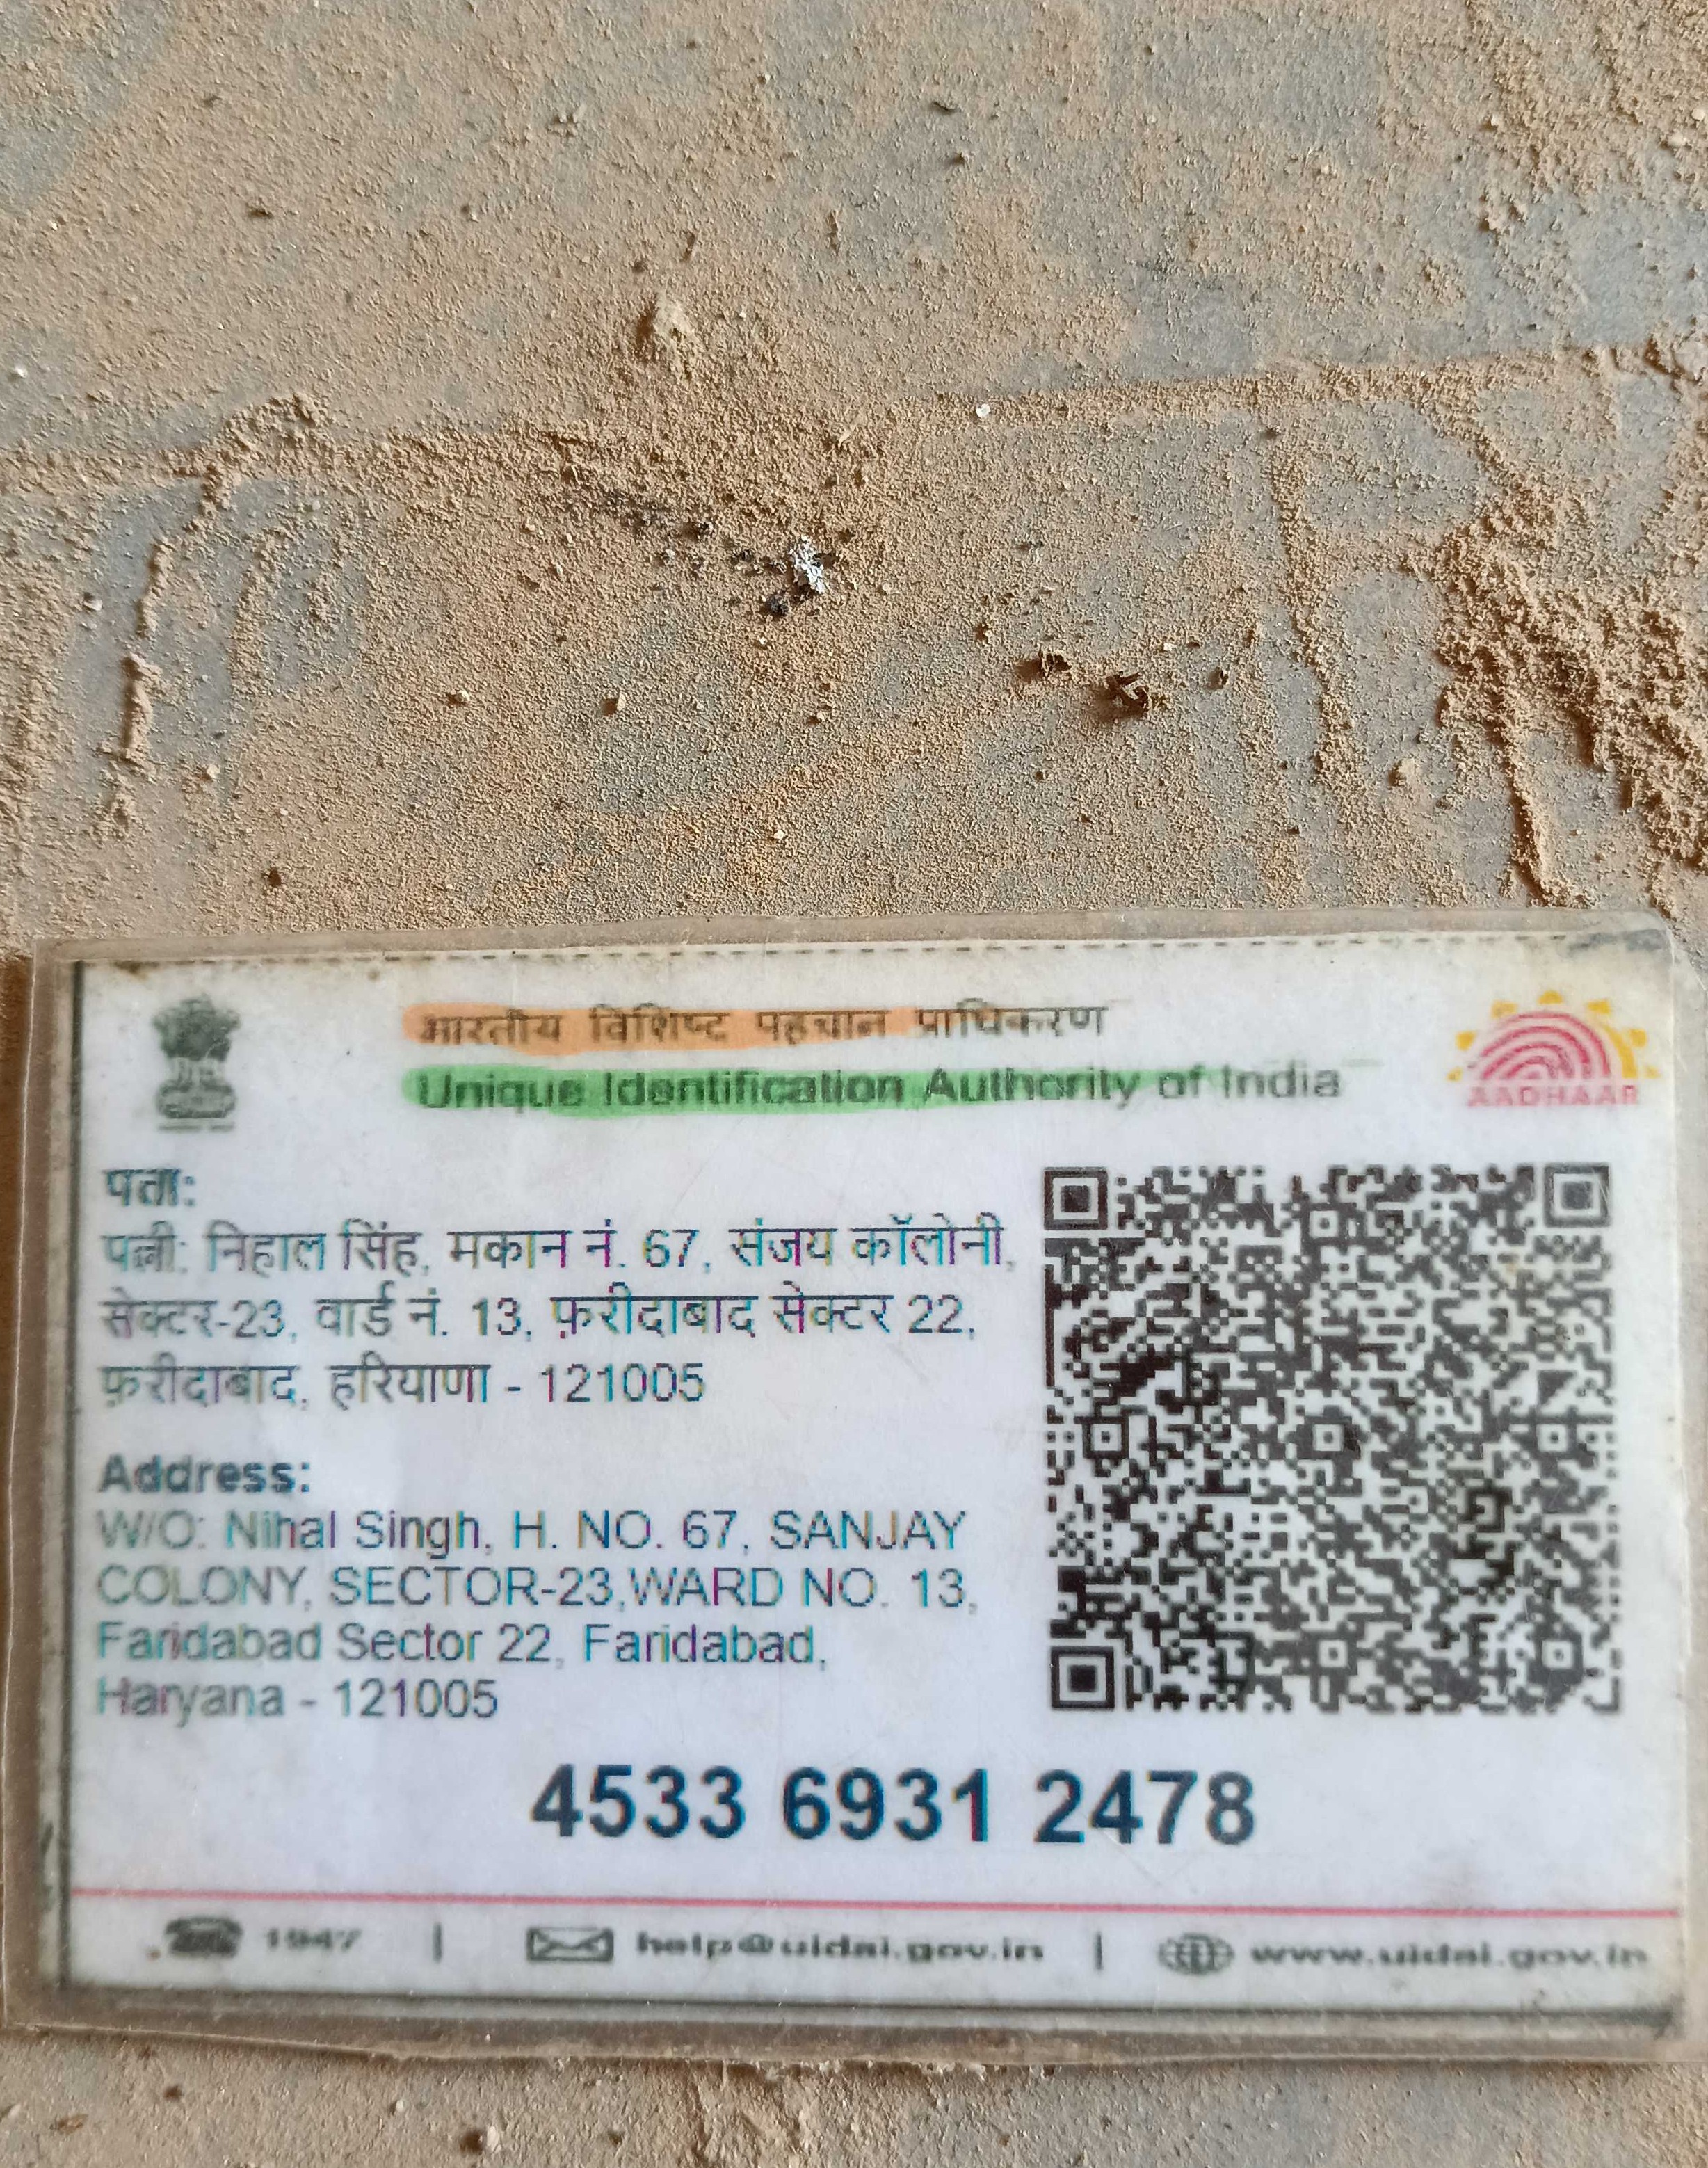 भारतीय विशिष्ट पहचान प्राधिकरण
Unique Identification Authority of India
AADHAAR
पता:
पत्नी: निहाल सिंह, मकान नं. 67, संजय कॉलोनी,
सेक्टर-23, वार्ड नं. 13, फ़रीदाबाद सेक्टर 22,
फ़रीदाबाद, हरियाणा - 121005
Address:
W/O: Nihal Singh, H. NO. 67, SANJAY
COLONY, SECTOR-23,WARD NO. 13,
Faridabad Sector 22, Faridabad,
Haryana - 121005
4533 6931 2478
1947 | help@uidai.gov.in | www.uidai.gov.in